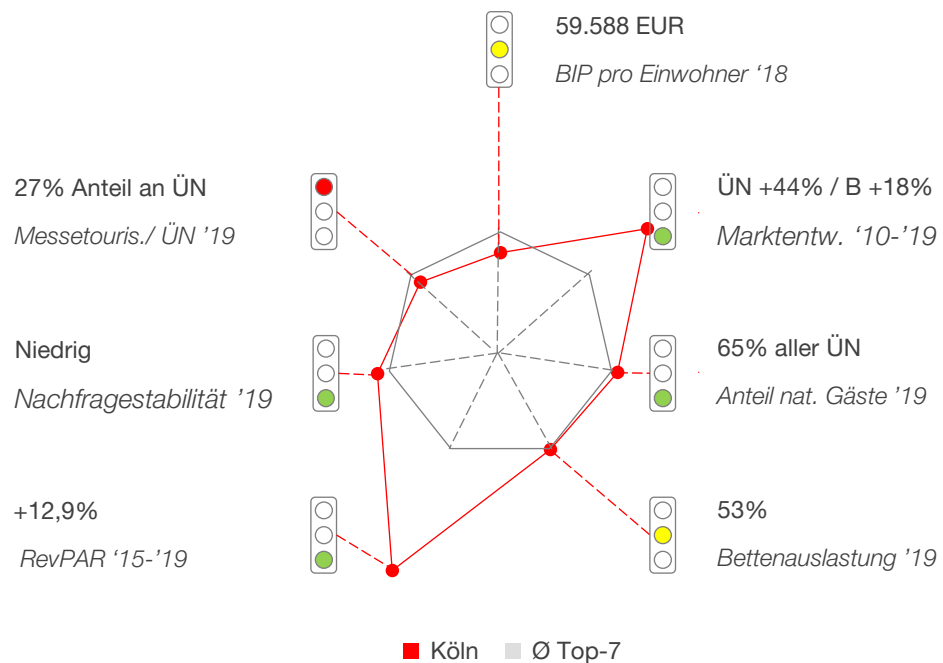 59.588 EUR
BIP pro Einwohner ‘18
27% Anteil an ÜN
Messetouris./ ÜN ’19
ÜN +44% / B +18%
Marktentw. ‘10-’19
Niedrig
Nachfragestabilität ’19
65% aller ÜN
Anteil nat. Gäste ’19
+12,9%
RevPAR ‘15-’19
53%
Bettenauslastung ’19
Köln
Ø Top-7